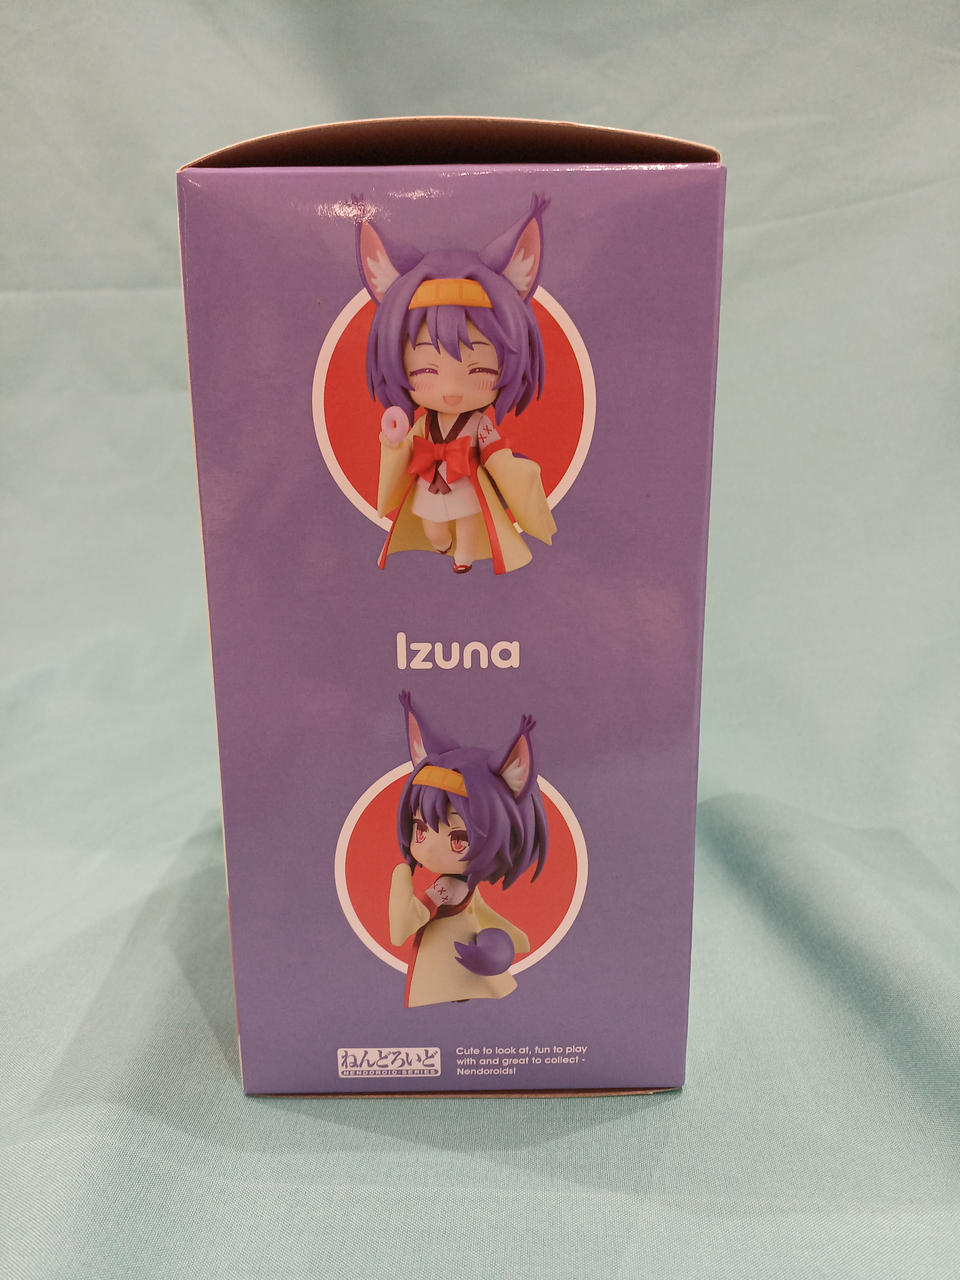 Izuna
ねんどろいど
NENDOROID SERIES
Cute to look at, fun to play
with and great to collect -
Nendoroids!